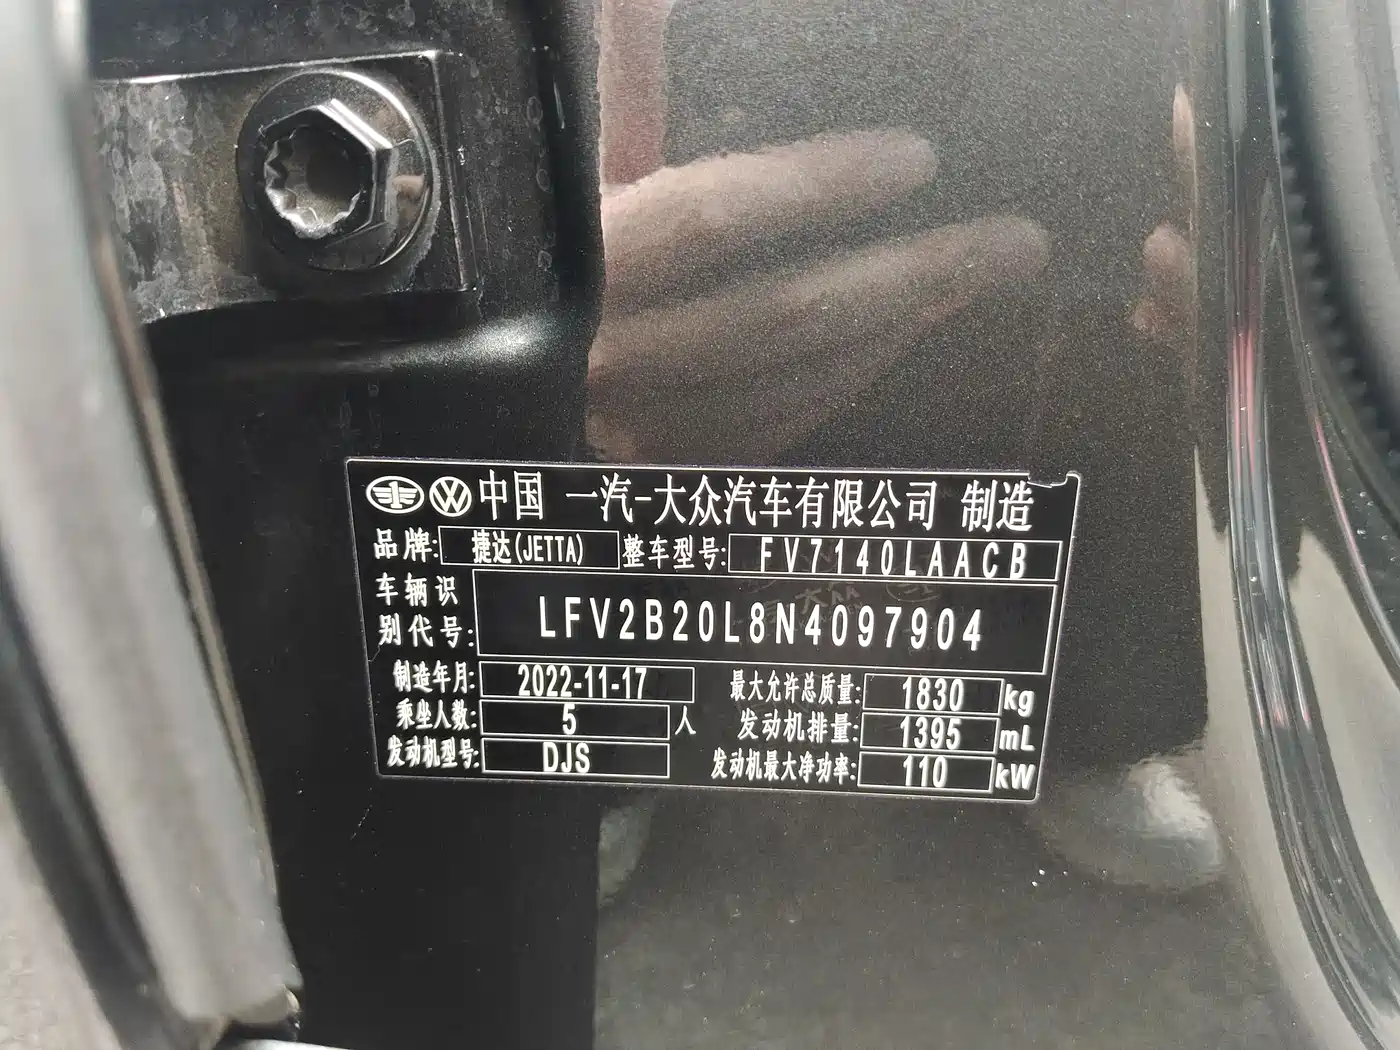 中国 一汽-大众汽车有限公司 制造
品牌: 捷达(JETTA) 整车型号: FV7140LAACB
车辆识
别代号: LFV2B20L8N4097904
制造年月: 2022-11-17 最大允许总质量: 1830 kg
乘坐人数: 5 人 发动机排量: 1395 mL
发动机型号: DJS 发动机最大净功率: 110 kW